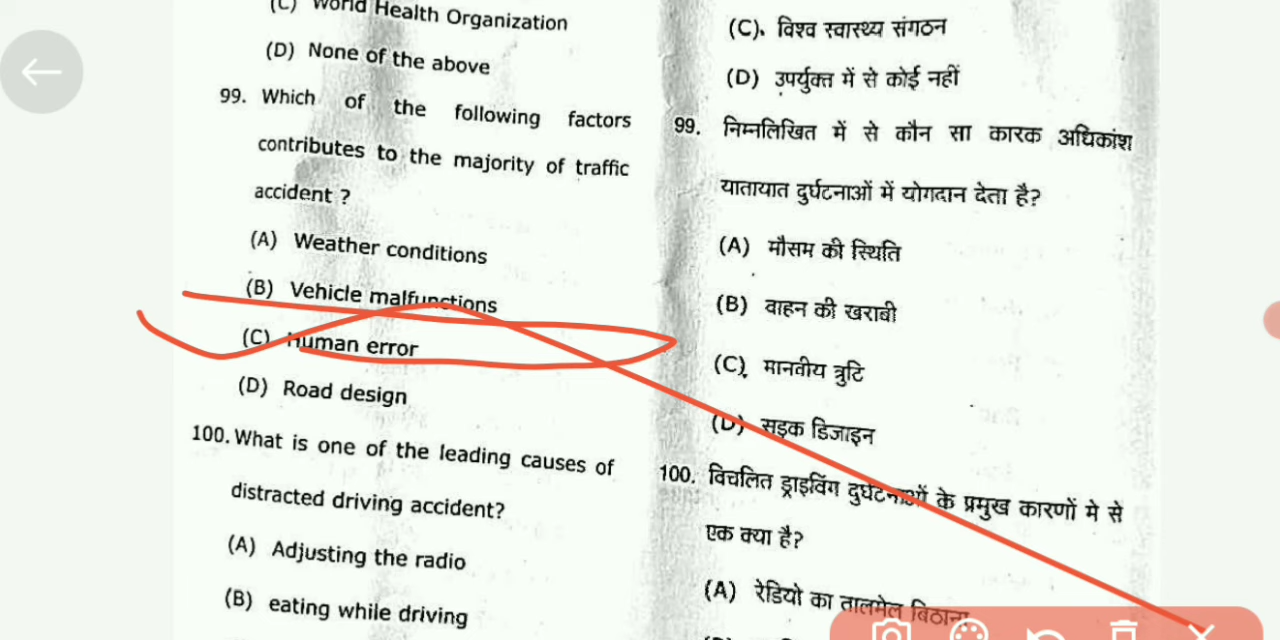 (C) World Health Organization
(D) None of the above
99. Which of the following factors
contributes to the majority of traffic
accident ?
(A) Weather conditions
(B) Vehicle malfunctions
(C) Human error
(D) Road design
100. What is one of the leading causes of
distracted driving accident?
(A) Adjusting the radio
(B) eating while driving
(C). विश्व स्वास्थ्य संगठन
(D) उपर्युक्त में से कोई नहीं
99. निम्नलिखित में से कौन सा कारक अधिकांश
यातायात दुर्घटनाओं में योगदान देता है?
(A) मौसम की स्थिति
(B) वाहन की खराबी
(C) मानवीय त्रुटि
(D) सड़क डिजाइन
100. विचलित ड्राइविंग दुर्घटनाओं के प्रमुख कारणों मे से
एक क्या है?
(A) रेडियो का तालमेल बिठाना